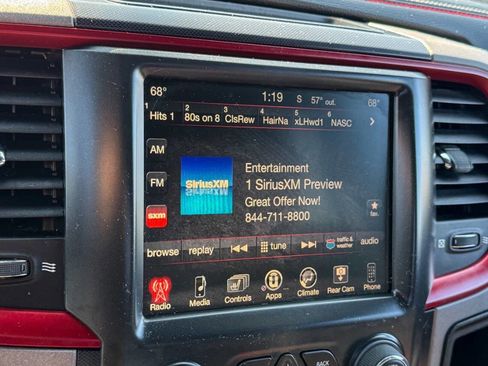 68° 1:19 S 57° out. 68°
1 2 3 4 5 6
Hits 1 80s on 8 ClsRew HairNa xLHwd1 NASC >
AM
FM
sxm
SiriusXM
Entertainment
1 SiriusXM Preview
Great Offer Now!
844-711-8800
fav.
browse replay tune traffic & weather audio
Radio Media Controls Apps Climate Rear Cam Phone
BACK